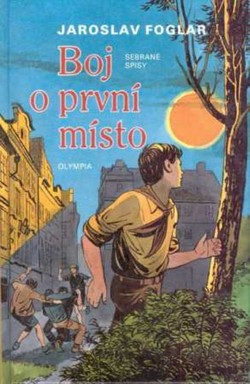 JAROSLAV FOGLAR
Boj
SEBRANÉ
SPISY
o první
místo
OLYMPIA